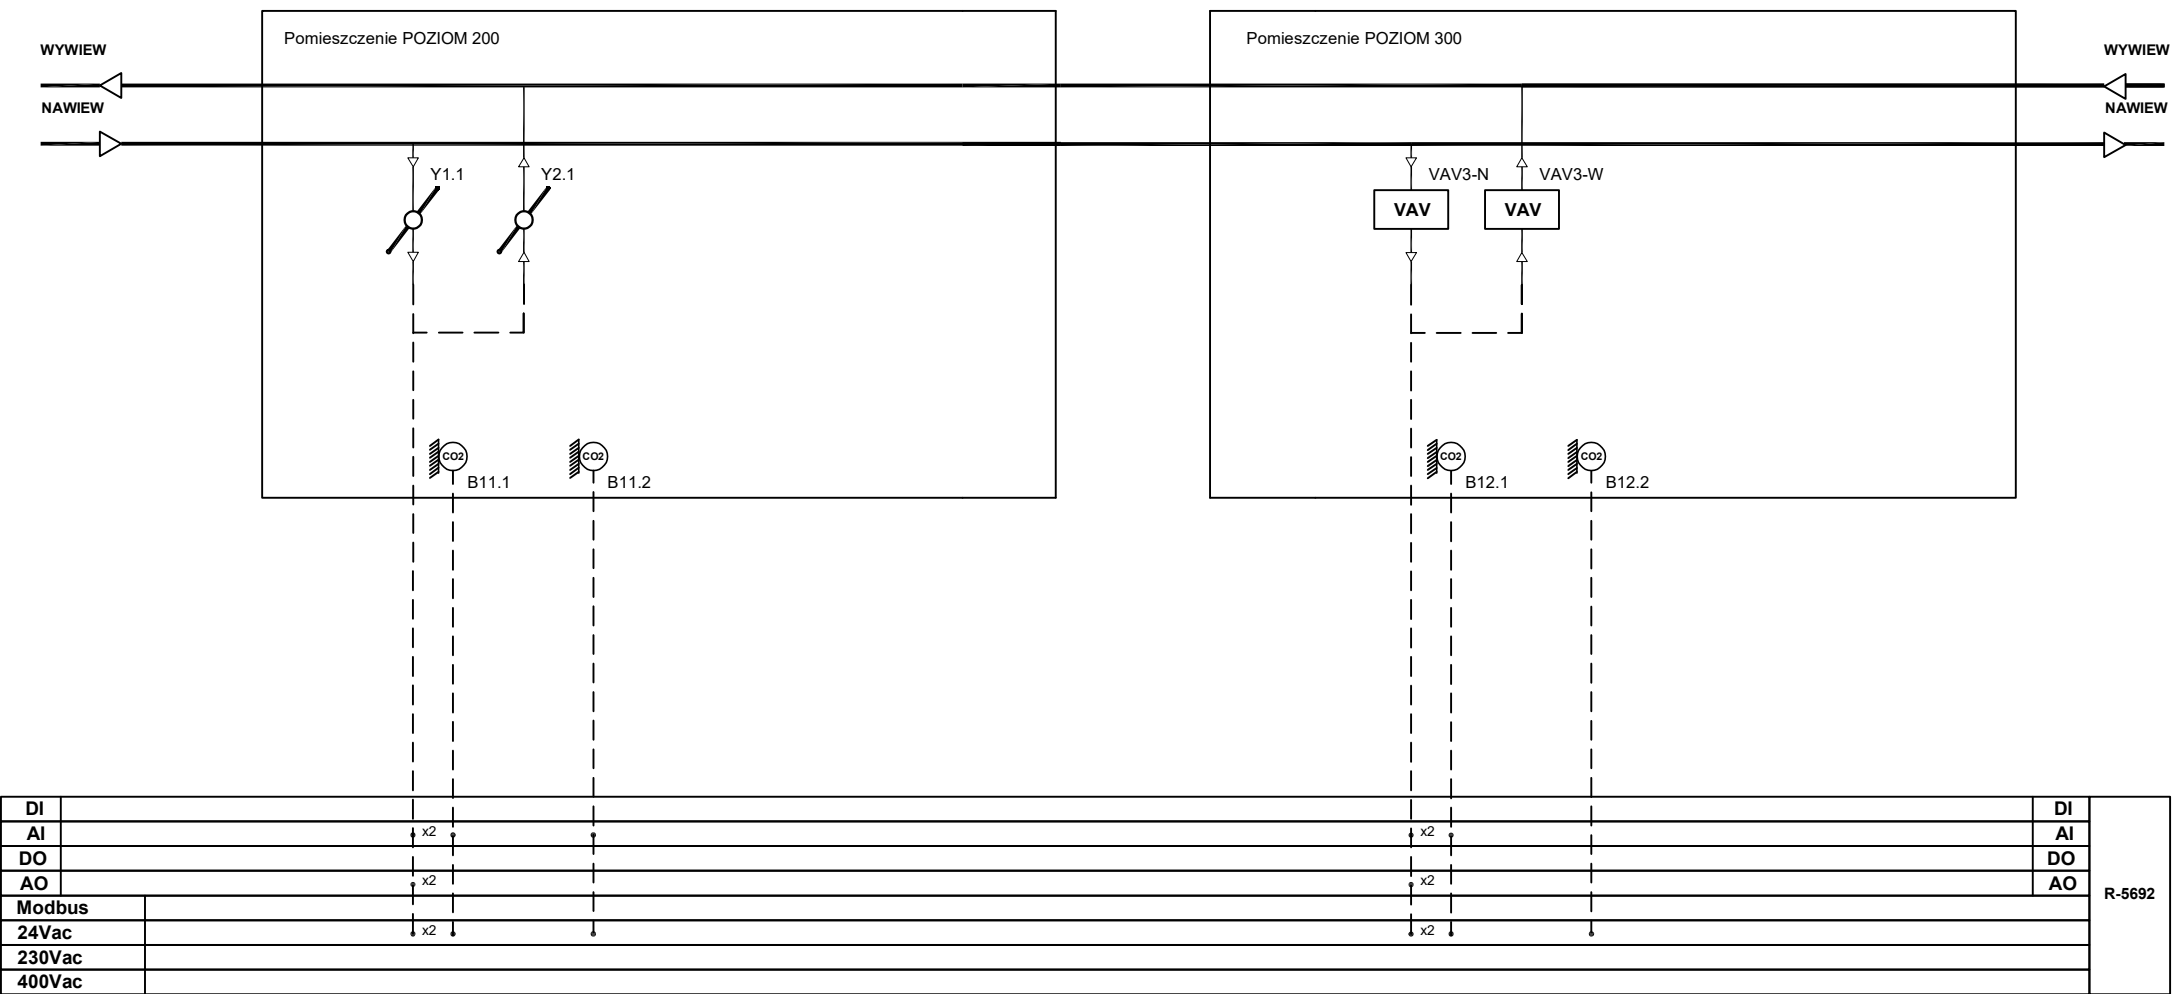 Pomieszczenie POZIOM 200
Pomieszczenie POZIOM 300
WYWIEW
WYWIEW
NAWIEW
NAWIEW
Y1.1
Y2.1
VAV3-N
VAV3-W
VAV
VAV
CO2
CO2
CO2
CO2
B11.1
B11.2
B12.1
B12.2
DI
DI
AI
x2
x2
AI
DO
DO
AO
x2
x2
AO
Modbus
R-5692
24Vac
x2
x2
230Vac
400Vac